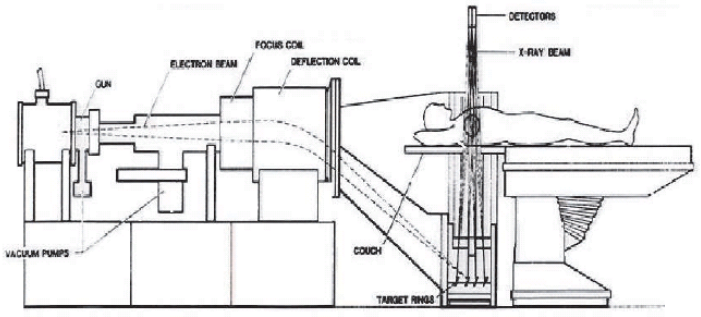 DETECTORS
X-RAY BEAM
FOCUS COIL
DEFLECTION COIL
ELECTRON BEAM
GUN
VACUUM PUMPS
COUCH
TARGET RINGS